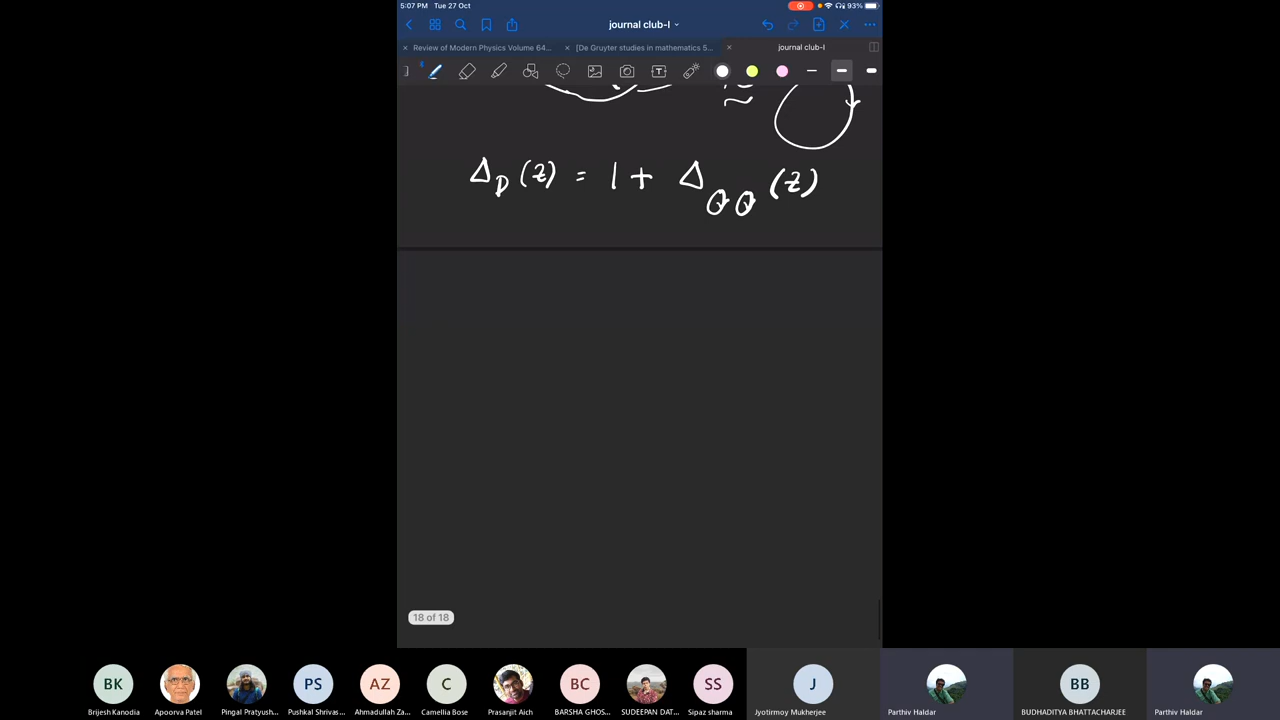 5:07 PM Tue 27 Oct 93%
journal club-I
Review of Modern Physics Volume 64...
[De Gruyter studies in mathematics 5...
journal club-I
Δ_D (z) = 1 + Δ_QQ (z)
18 of 18
BK PS AZ C BC SS J BB
Brijesh Kanodia Apoorva Patel Pingal Pratyush... Pushkal Shrivas... Ahmadullah Za... Camellia Bose Prasanjit Aich BARSHA GHOS... SUDEEPAN DAT... Sipaz sharma Jyotirmoy Mukherjee Parthiv Haldar BUDHADITYA BHATTACHARJEE Parthiv Haldar